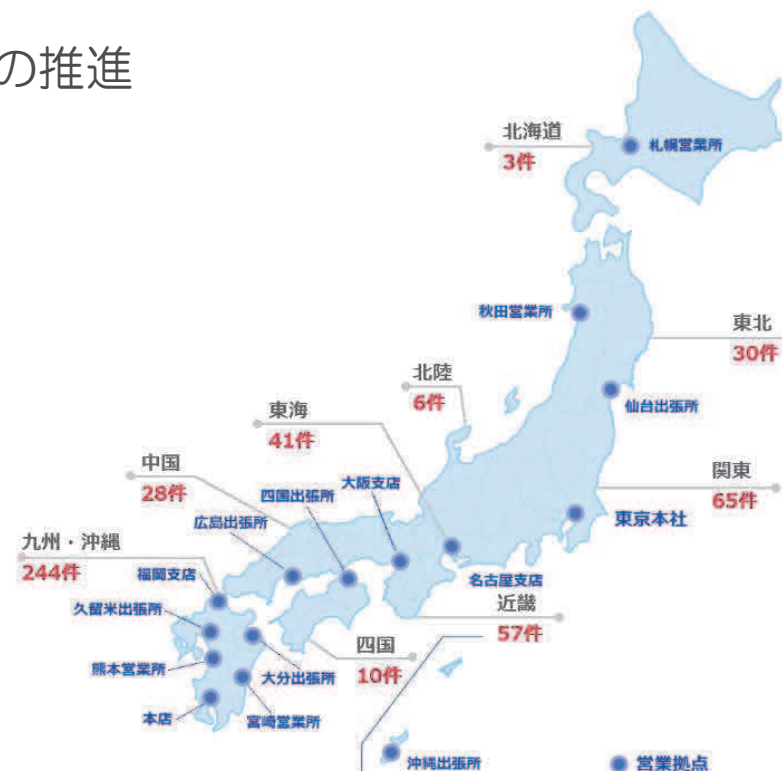 の推進
北海道
3件
札幌営業所
秋田営業所
東北
30件
北陸
6件
仙台出張所
東海
41件
中国
28件
大阪支店
四国出張所
関東
65件
広島出張所
東京本社
九州・沖縄
244件
福岡支店
名古屋支店
久留米出張所
近畿
57件
四国
10件
熊本営業所
大分出張所
本店
宮崎営業所
沖縄出張所
営業拠点